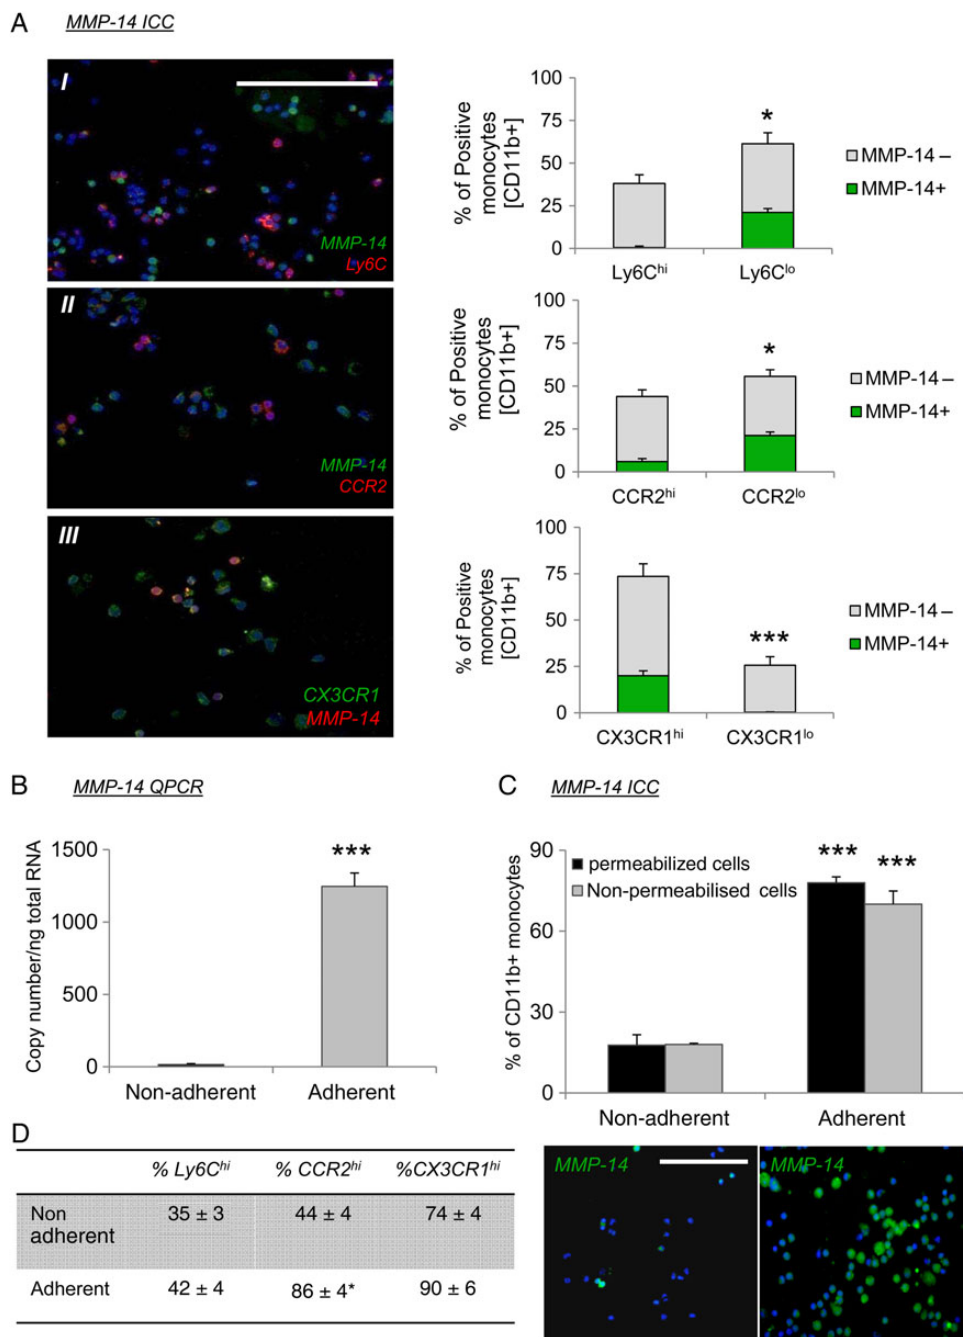 A MMP-14 ICC
I
MMP-14
Ly6C
II
MMP-14
CCR2
III
CX3CR1
MMP-14
% of Positive
monocytes
[CD11b+]
100
75
50
25
0
*
Ly6Chi Ly6Clo
MMP-14 –
MMP-14+
% of Positive
monocytes
[CD11b+]
100
75
50
25
0
*
CCR2hi CCR2lo
MMP-14 –
MMP-14+
% of Positive
monocytes
[CD11b+]
100
75
50
25
0
***
CX3CR1hi CX3CR1lo
MMP-14 –
MMP-14+
B MMP-14 QPCR
Copy number/ng total RNA
1500
1000
500
0
***
Non-adherent Adherent
C MMP-14 ICC
% of CD11b+ monocytes
90
60
30
0
permeabilized cells
Non-permeabilised cells
*** ***
Non-adherent Adherent
MMP-14 MMP-14
D
% Ly6Chi % CCR2hi %CX3CR1hi
Non
adherent 35 ± 3 44 ± 4 74 ± 4
Adherent 42 ± 4 86 ± 4* 90 ± 6